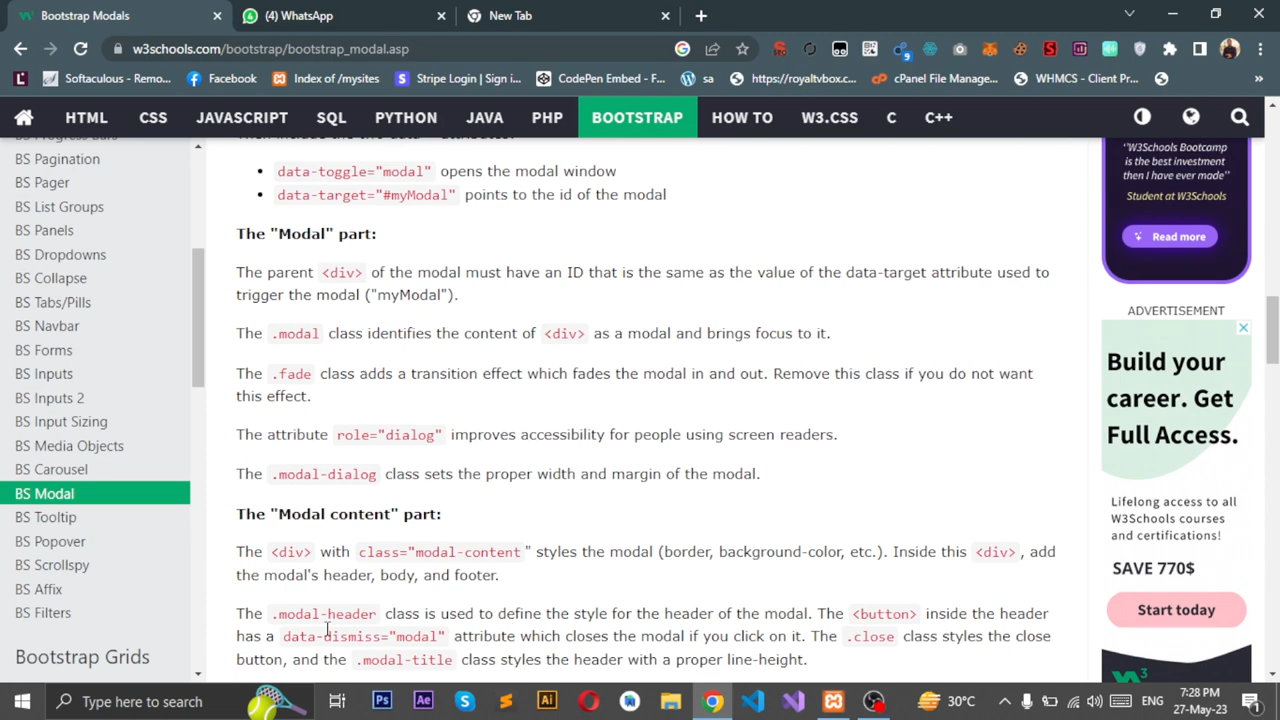 Bootstrap Modals
(4) WhatsApp
New Tab
w3schools.com/bootstrap/bootstrap_modal.asp
9
Softaculous - Remo...
Facebook
Index of /mysites
Stripe Login | Sign i...
CodePen Embed - F...
sa
https://royaltvbox.c...
cPanel File Manage...
WHMCS - Client Pr...
»
HTML
CSS
JAVASCRIPT
SQL
PYTHON
JAVA
PHP
BOOTSTRAP
HOW TO
W3.CSS
C
C++
BS Progress Bars
BS Pagination
BS Pager
BS List Groups
BS Panels
BS Dropdowns
BS Collapse
BS Tabs/Pills
BS Navbar
BS Forms
BS Inputs
BS Inputs 2
BS Input Sizing
BS Media Objects
BS Carousel
BS Modal
BS Tooltip
BS Popover
BS Scrollspy
BS Affix
BS Filters
Bootstrap Grids
• data-toggle="modal" opens the modal window
• data-target="#myModal" points to the id of the modal
The "Modal" part:
The parent <div> of the modal must have an ID that is the same as the value of the data-target attribute used to
trigger the modal ("myModal").
The .modal class identifies the content of <div> as a modal and brings focus to it.
The .fade class adds a transition effect which fades the modal in and out. Remove this class if you do not want
this effect.
The attribute role="dialog" improves accessibility for people using screen readers.
The .modal-dialog class sets the proper width and margin of the modal.
The "Modal content" part:
The <div> with class="modal-content" styles the modal (border, background-color, etc.). Inside this <div>, add
the modal's header, body, and footer.
The .modal-header class is used to define the style for the header of the modal. The <button> inside the header
has a data-dismiss="modal" attribute which closes the modal if you click on it. The .close class styles the close
button, and the .modal-title class styles the header with a proper line-height.
"W3Schools Bootcamp
is the best investment
then I have ever made"
Student at W3Schools
Read more
ADVERTISEMENT
Build your
career. Get
Full Access.
Lifelong access to all
W3Schools courses
and certifications!
SAVE 770$
Start today
Type here to search
Ps
Ae
Ai
30°C
ENG
7:28 PM
27-May-23
1